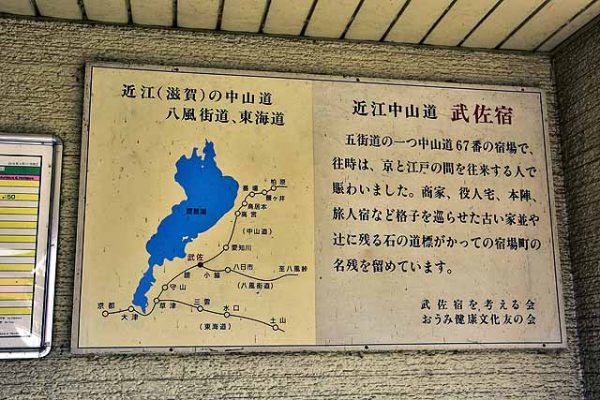 近江(滋賀)の中山道
八風街道、東海道
琵琶湖
柏原
番場
醒ヶ井
鳥居本
高宮
(中山道)
愛知川
武佐
八日市
至八風峠
小脇
(八風街道)
守山
草津
京都
大津
三雲
水口
土山
(東海道)
近江中山道 武佐宿
五街道の一つ中山道67番の宿場で、
往時は、京と江戸の間を往来する人で
賑わいました。商家、役人宅、本陣、
旅人宿など格子を巡らせた古い家並や
辻に残る石の道標がかっての宿場町の
名残を留めています。
武佐宿を考える会
おうみ健康文化友の会